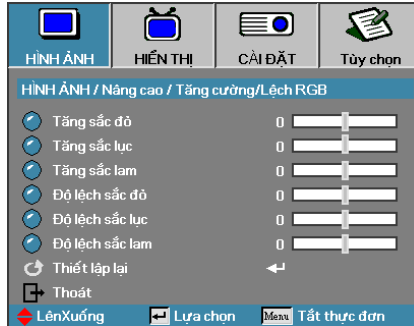 HÌNH ẢNH HIỂN THỊ CÀI ĐẶT Tùy chọn
HÌNH ẢNH / Nâng cao / Tăng cường/Lệch RGB
Tăng sắc đỏ 0
Tăng sắc lục 0
Tăng sắc lam 0
Độ lệch sắc đỏ 0
Độ lệch sắc lục 0
Độ lệch sắc lam 0
Thiết lập lại
Thoát
LênXuống Lựa chọn Menu Tắt thực đơn